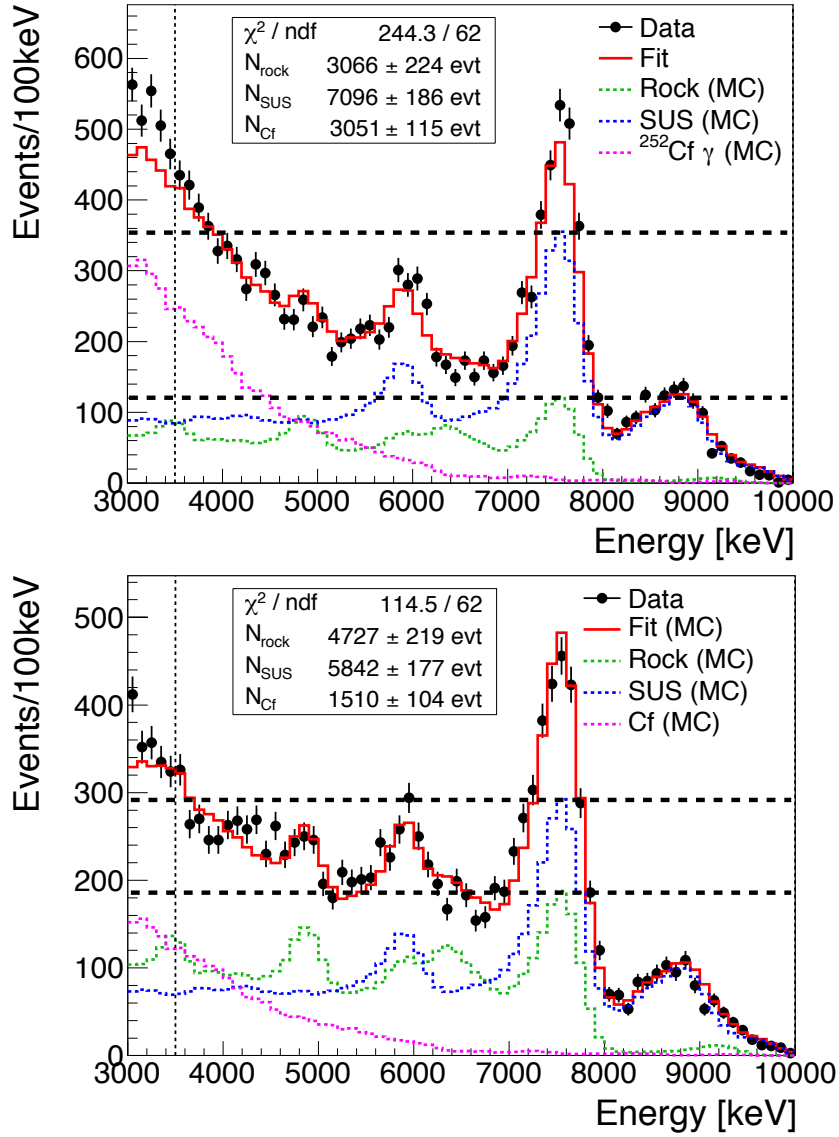 Events/100keV
600
500
400
300
200
100
0
χ² / ndf 244.3 / 62
N_rock 3066 ± 224 evt
N_SUS 7096 ± 186 evt
N_Cf 3051 ± 115 evt
Data
Fit
Rock (MC)
SUS (MC)
²⁵²Cf γ (MC)
3000 4000 5000 6000 7000 8000 9000 10000
Energy [keV]
Events/100keV
500
400
300
200
100
0
χ² / ndf 114.5 / 62
N_rock 4727 ± 219 evt
N_SUS 5842 ± 177 evt
N_Cf 1510 ± 104 evt
Data
Fit (MC)
Rock (MC)
SUS (MC)
Cf (MC)
3000 4000 5000 6000 7000 8000 9000 10000
Energy [keV]